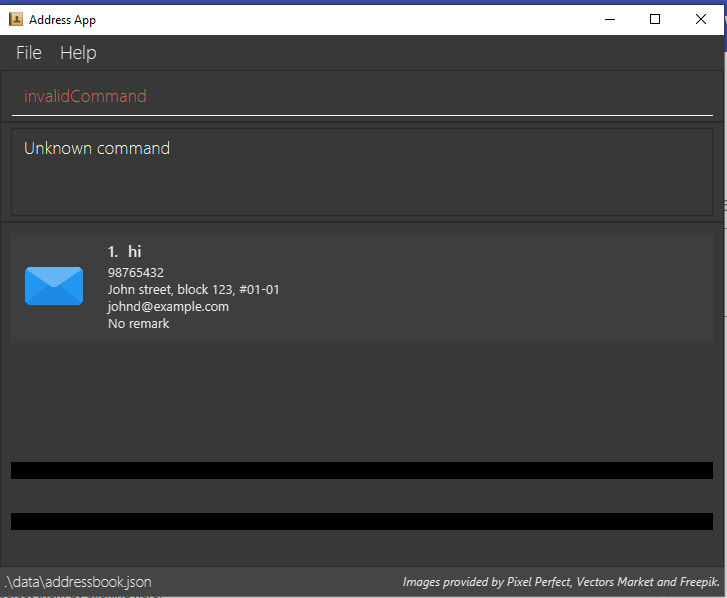 Address App
File Help
invalidCommand
Unknown command
1. hi
98765432
John street, block 123, #01-01
johnd@example.com
No remark
.\data\addressbook.json
Images provided by Pixel Perfect, Vectors Market and Freepik.